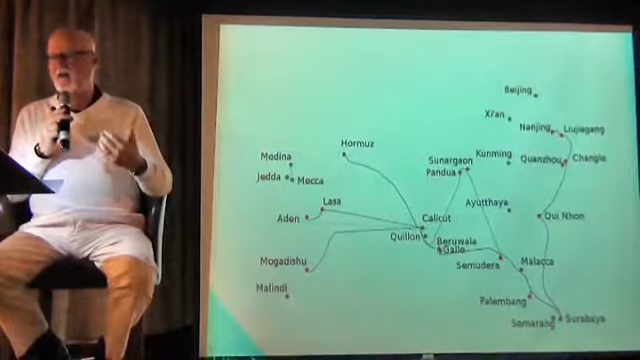 Beijing
Xi'an
Nanjing
Liujiagang
Hormuz
Medina
Sunargaon
Kunming
Quanzhou
Changle
Jedda
Mecca
Pandua
Lasa
Ayutthaya
Aden
Calicut
Qui Nhon
Quillon
Beruwala
Galle
Mogadishu
Semudera
Malacca
Malindi
Palembang
Semarang
Surabaya